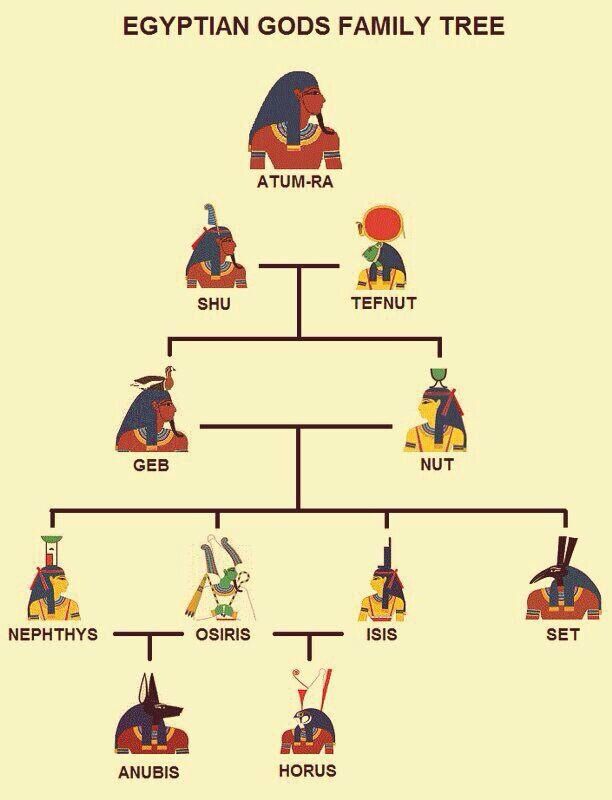 EGYPTIAN GODS FAMILY TREE
ATUM-RA
SHU
TEFNUT
GEB
NUT
NEPHTHYS
OSIRIS
ISIS
SET
ANUBIS
HORUS